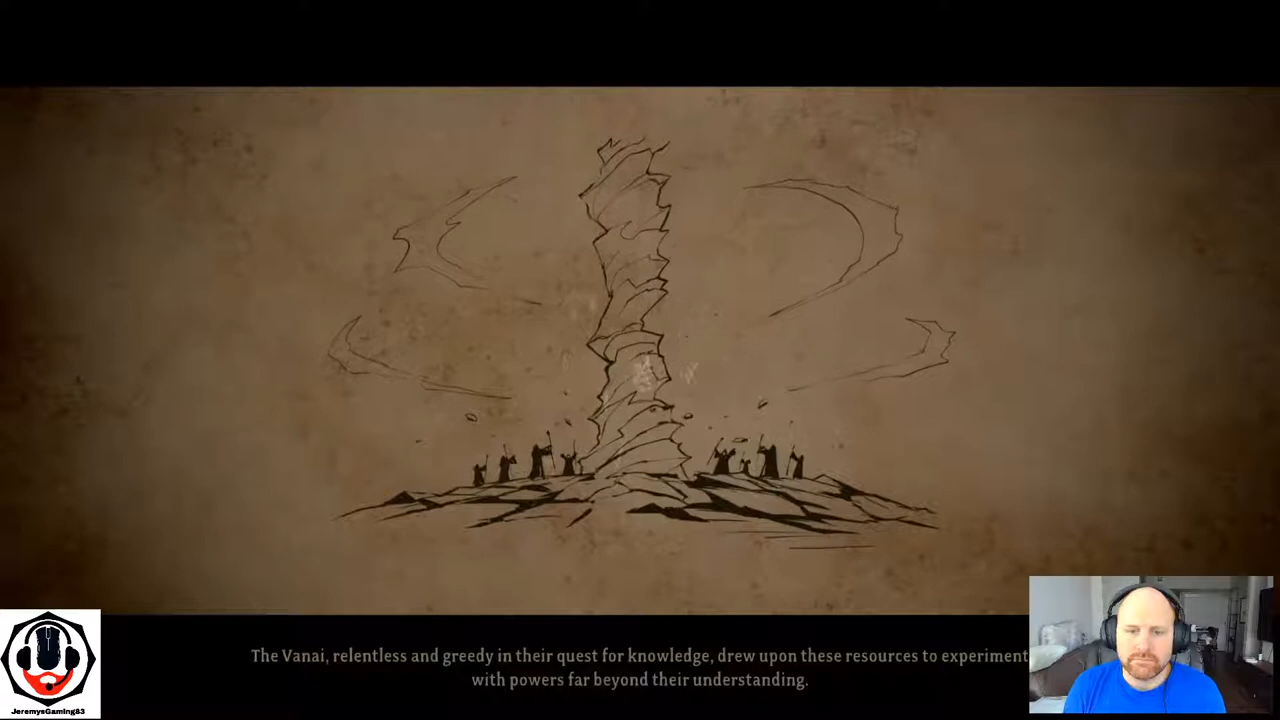 The Vanai, relentless and greedy in their quest for knowledge, drew upon these resources to experiment
with powers far beyond their understanding.
JeremysGaming83